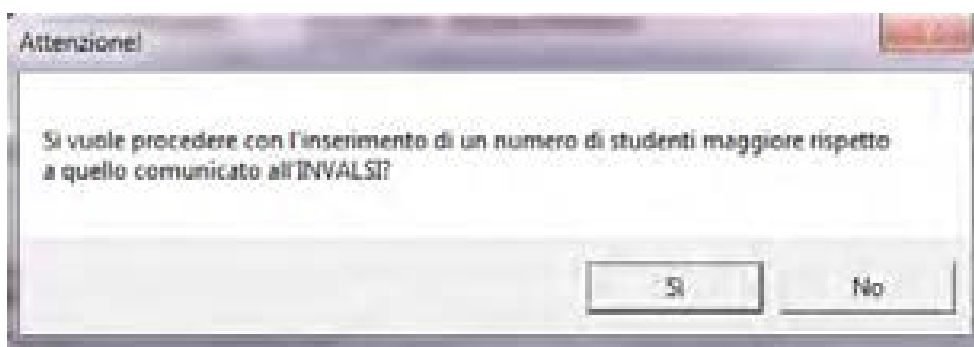 Attenzione!
Si vuole procedere con l'inserimento di un numero di studenti maggiore rispetto
a quello comunicato all'INVALSI?
Sì
No